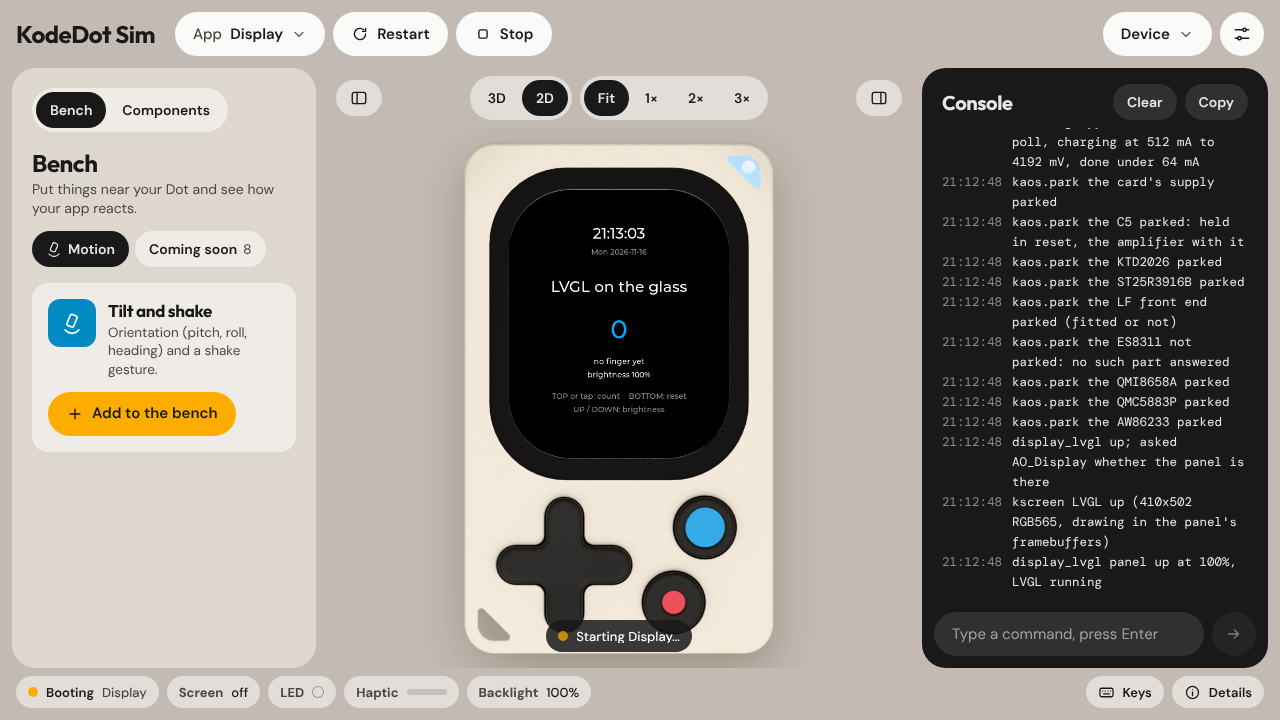 KodeDot Sim
App Display
Restart
Stop
Device
Bench
Components
Bench
Put things near your Dot and see how
your app reacts.
Motion
Coming soon 8
Tilt and shake
Orientation (pitch, roll,
heading) and a shake
gesture.
Add to the bench
3D
2D
Fit
1×
2×
3×
21:13:03
Mon 2026-11-16
LVGL on the glass
0
no finger yet
brightness 100%
TOP or tap: count BOTTOM: reset
UP / DOWN: brightness
Starting Display...
Console
Clear
Copy
poll, charging at 512 mA to
4192 mV, done under 64 mA
21:12:48 kaos.park the card's supply
parked
21:12:48 kaos.park the C5 parked: held
in reset, the amplifier with it
21:12:48 kaos.park the KTD2026 parked
21:12:48 kaos.park the ST25R3916B parked
21:12:48 kaos.park the LF front end
parked (fitted or not)
21:12:48 kaos.park the ES8311 not
parked: no such part answered
21:12:48 kaos.park the QMI8658A parked
21:12:48 kaos.park the QMC5883P parked
21:12:48 kaos.park the AW86233 parked
21:12:48 display_lvgl up; asked
AO_Display whether the panel is
there
21:12:48 kscreen LVGL up (410x502
RGB565, drawing in the panel's
framebuffers)
21:12:48 display_lvgl panel up at 100%,
LVGL running
Type a command, press Enter
Booting Display
Screen off
LED
Haptic
Backlight 100%
Keys
Details